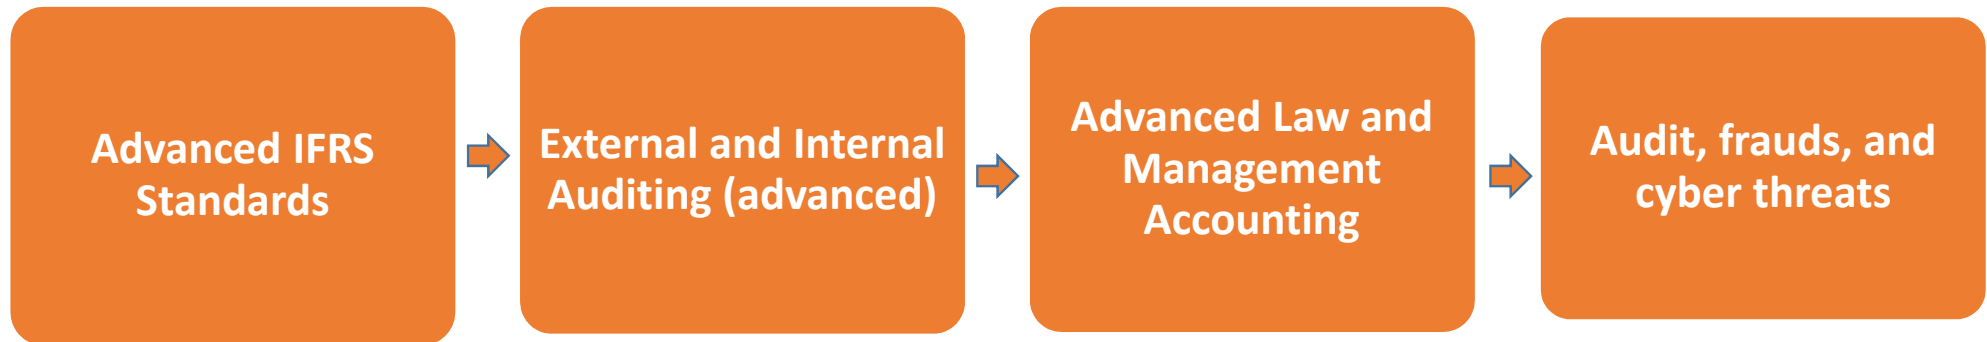 Advanced IFRS
Standards
External and Internal
Auditing (advanced)
Advanced Law and
Management
Accounting
Audit, frauds, and
cyber threats